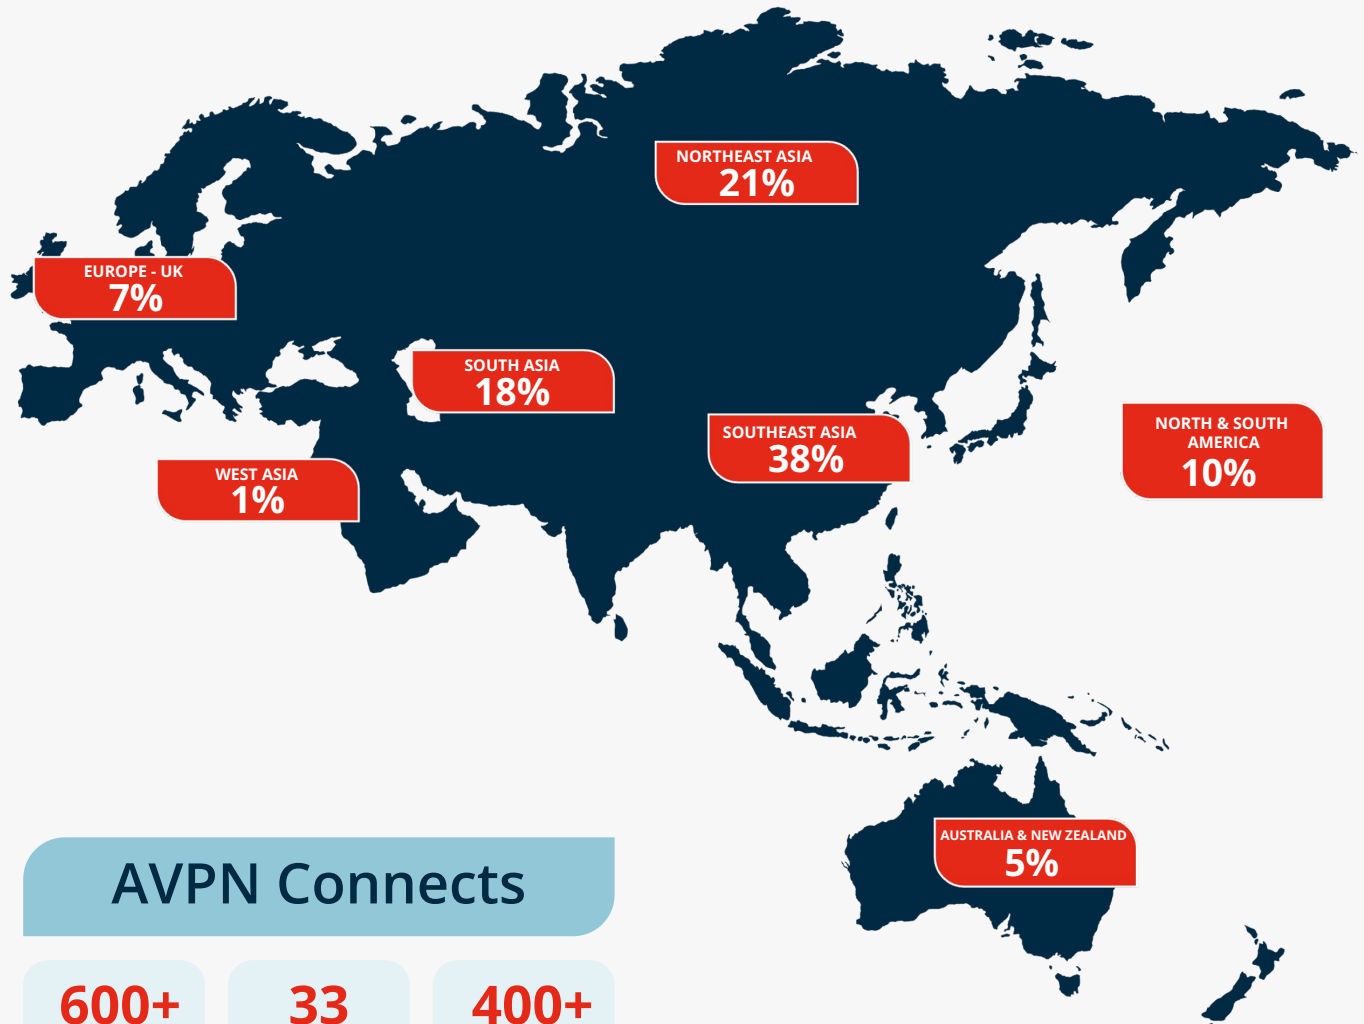 NORTHEAST ASIA
21%
EUROPE - UK
7%
SOUTH ASIA
18%
SOUTHEAST ASIA
38%
NORTH & SOUTH
AMERICA
10%
WEST ASIA
1%
AUSTRALIA & NEW ZEALAND
5%
AVPN Connects
600+
33
400+